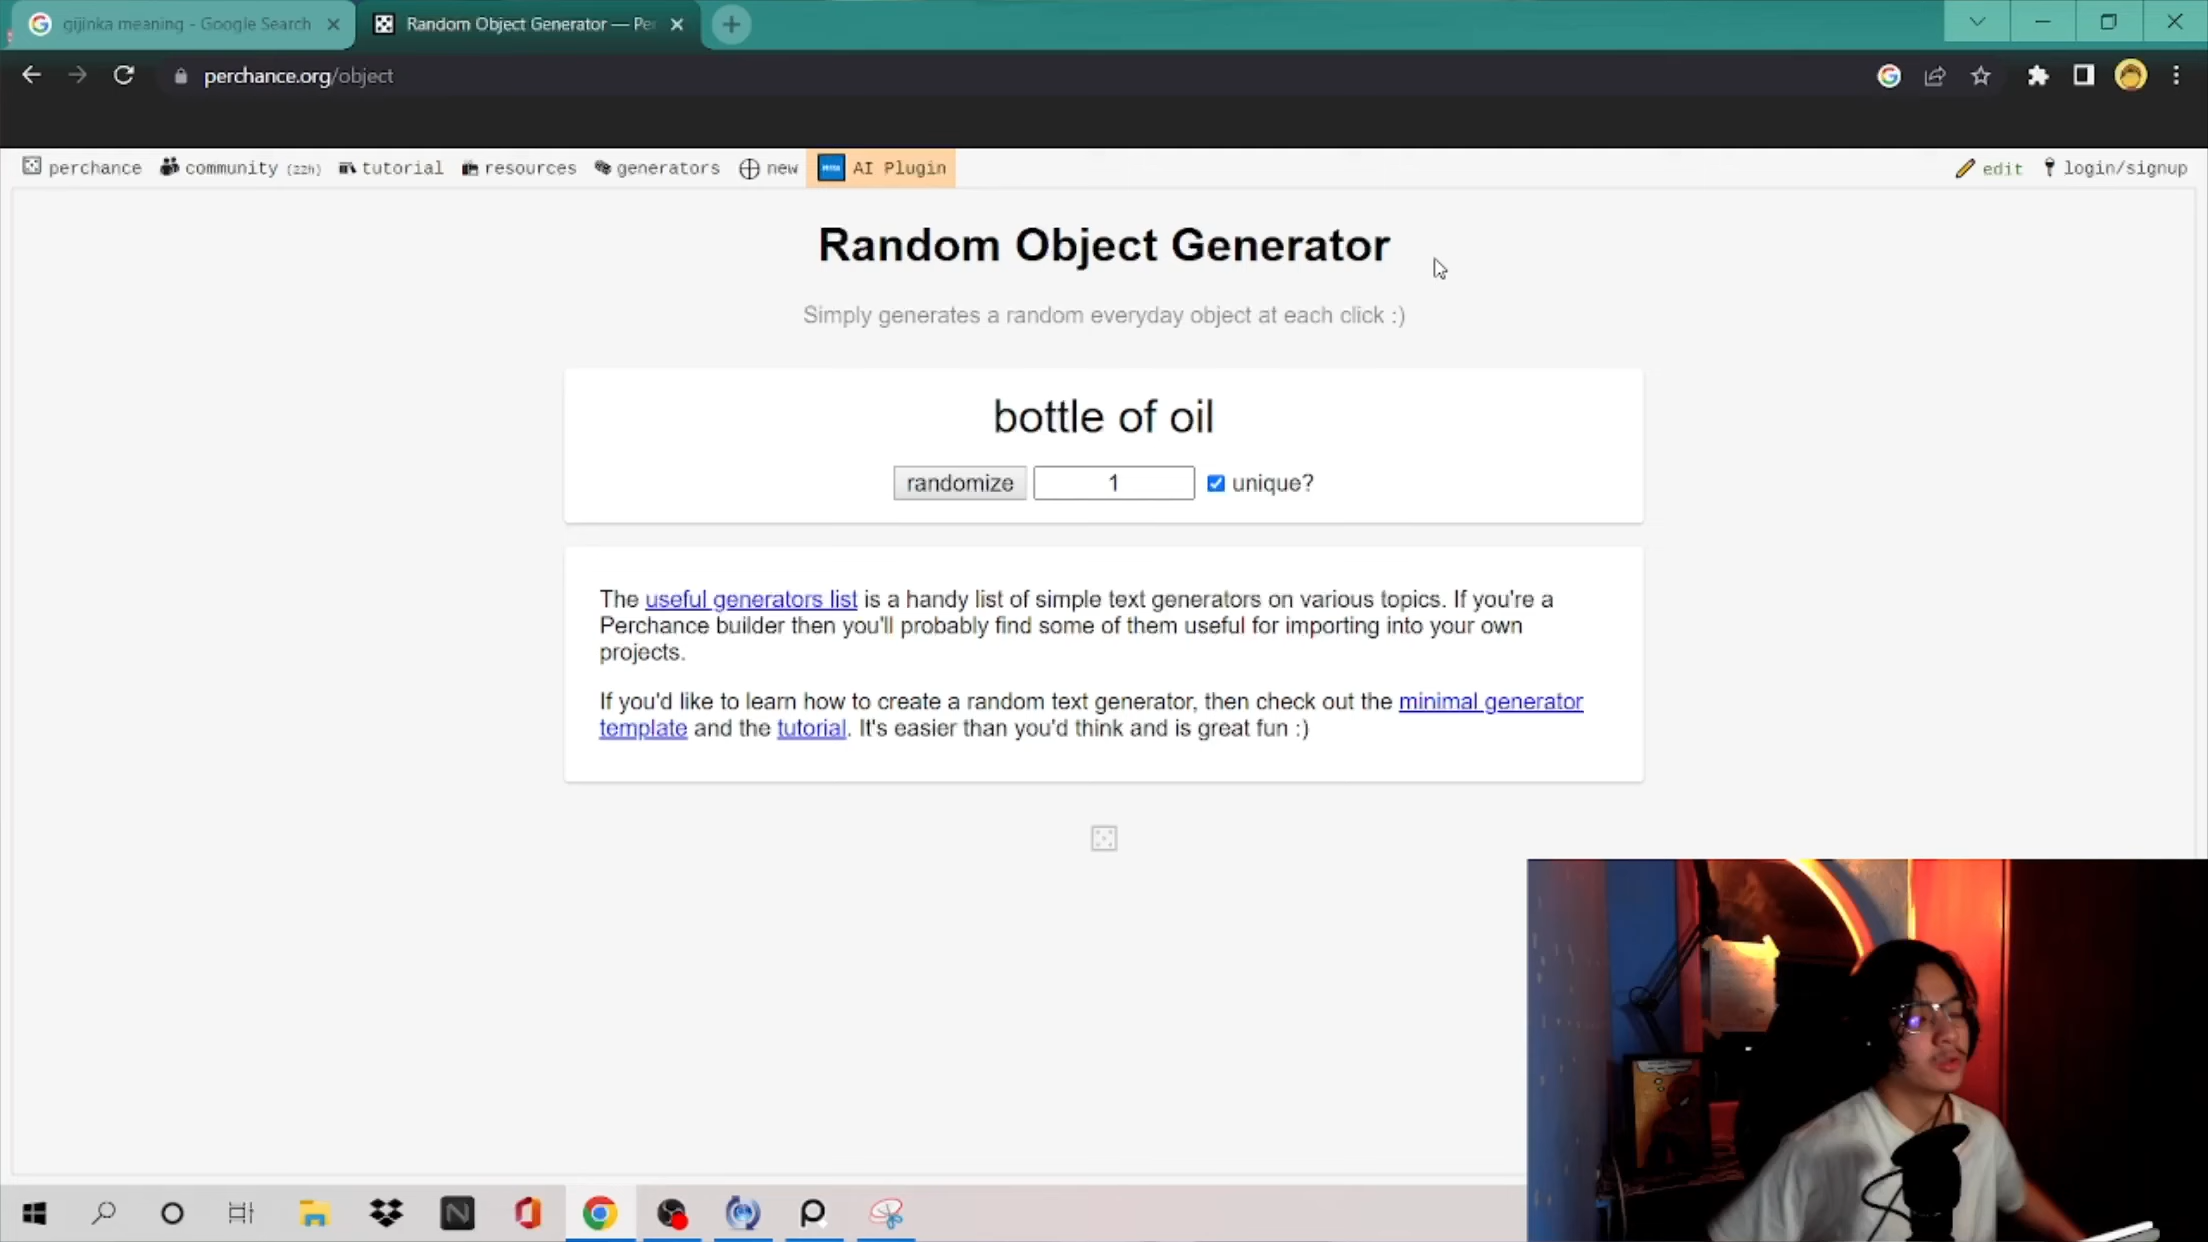 gijinka meaning - Google Search
Random Object Generator — Pe
perchance.org/object
perchance community (22h) tutorial resources generators new AI Plugin edit login/signup
Random Object Generator
Simply generates a random everyday object at each click :)
bottle of oil
randomize 1 unique?
The useful generators list is a handy list of simple text generators on various topics. If you're a
Perchance builder then you'll probably find some of them useful for importing into your own
projects.
If you'd like to learn how to create a random text generator, then check out the minimal generator
template and the tutorial. It's easier than you'd think and is great fun :)